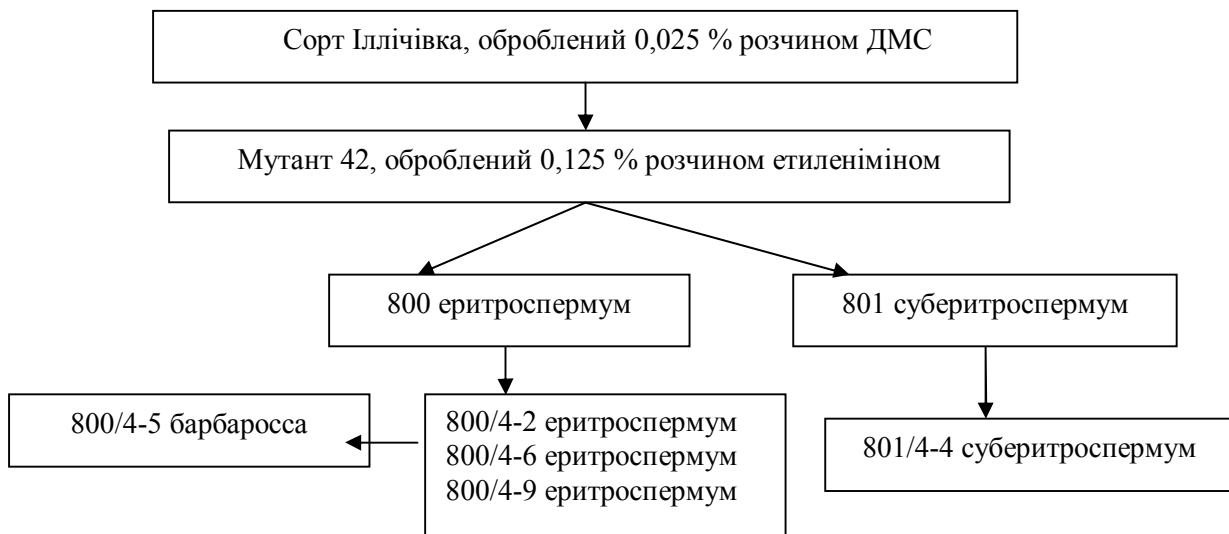 Сорт Іллічівка, оброблений 0,025 % розчином ДМС
Мутант 42, оброблений 0,125 % розчином етиленіміном
800 еритроспермум
801 суберитроспермум
800/4-5 барбаросса
800/4-2 еритроспермум
800/4-6 еритроспермум
800/4-9 еритроспермум
801/4-4 суберитроспермум